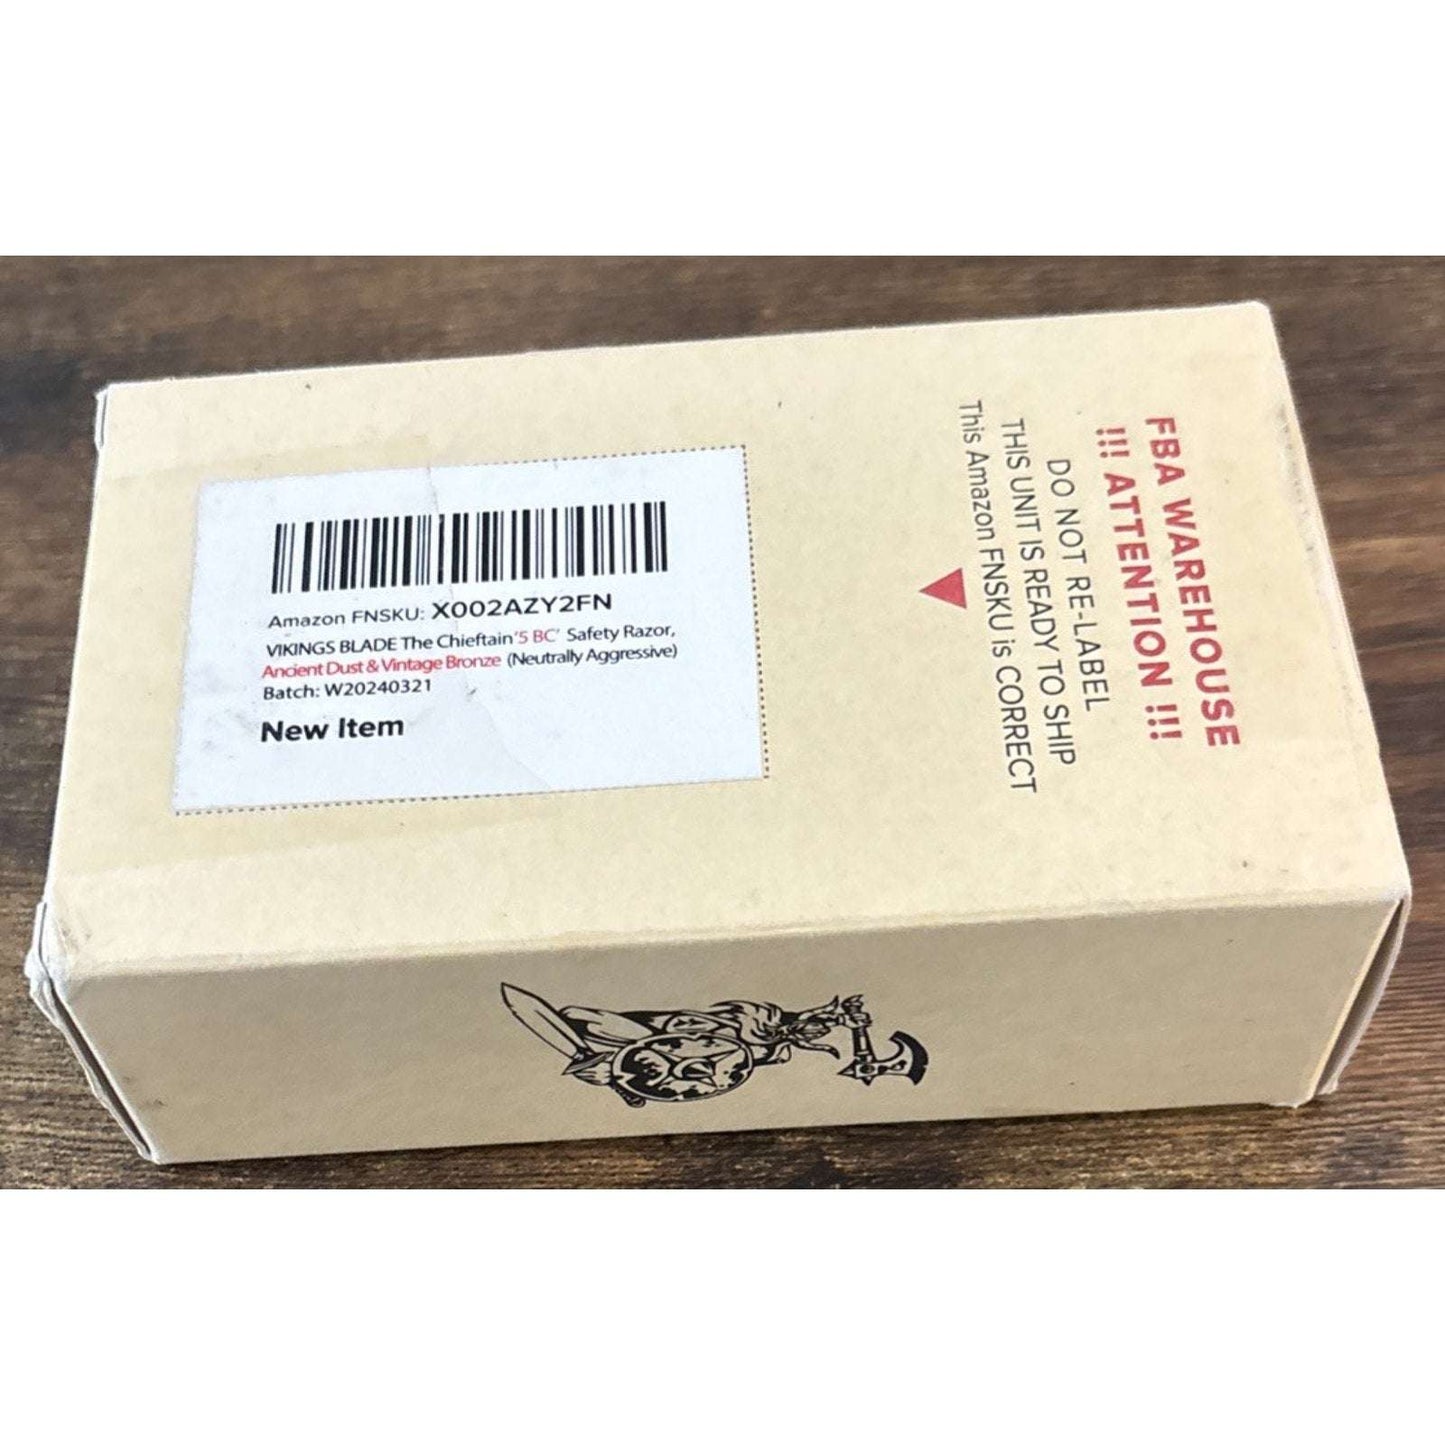 Amazon FNSKU: X002AZY2FN
VIKINGS BLADE The Chieftain '5 BC' Safety Razor,
Ancient Dust & Vintage Bronze (Neutrally Aggressive)
Batch: W20240321
New Item
FBA WAREHOUSE
!!! ATTENTION !!!
DO NOT RE-LABEL
THIS UNIT IS READY TO SHIP
This Amazon FNSKU is CORRECT